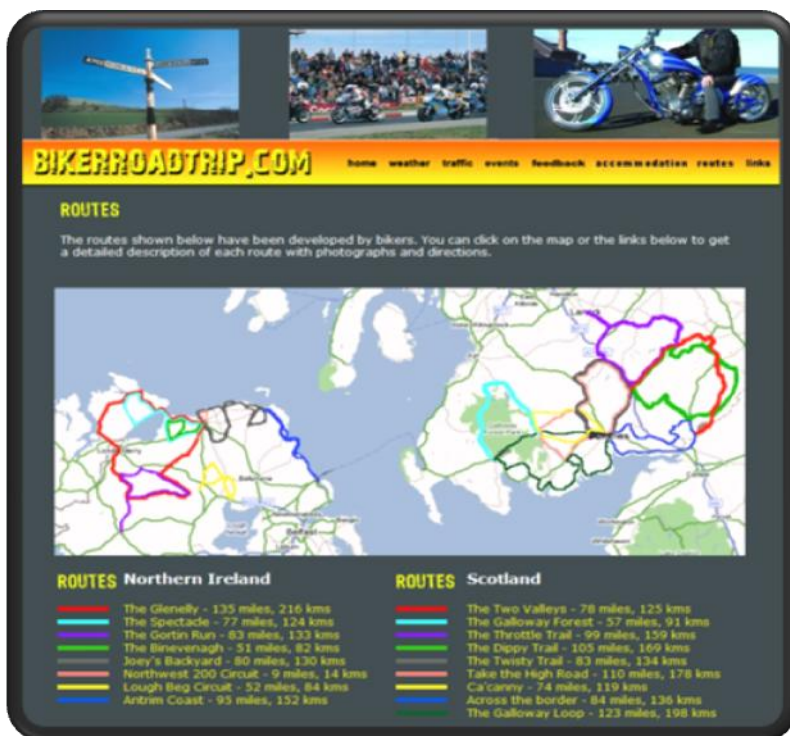 BIKERROADTRIP.COM
home weather traffic events feedback accommodation routes links
ROUTES
The routes shown below have been developed by bikers. You can click on the map or the links below to get
a detailed description of each route with photographs and directions.
ROUTES Northern Ireland
The Glenelly - 135 miles, 216 kms
The Spectacle - 77 miles, 124 kms
The Gortin Run - 83 miles, 133 kms
The Binevenagh - 51 miles, 82 kms
Joey's Backyard - 80 miles, 130 kms
Northwest 200 Circuit - 9 miles, 14 kms
Lough Beg Circuit - 52 miles, 84 kms
Antrim Coast - 95 miles, 152 kms
ROUTES Scotland
The Two Valleys - 78 miles, 125 kms
The Galloway Forest - 57 miles, 91 kms
The Throttle Trail - 99 miles, 159 kms
The Dippy Trail - 105 miles, 169 kms
The Twisty Trail - 83 miles, 134 kms
Take the High Road - 110 miles, 178 kms
Ca'canny - 74 miles, 119 kms
Across the border - 84 miles, 136 kms
The Galloway Loop - 123 miles, 198 kms